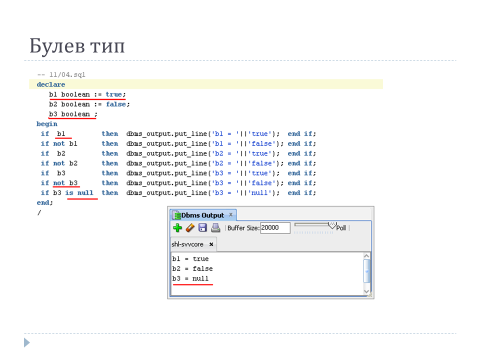 Булев тип
-- 11/04.sql
declare
b1 boolean := true;
b2 boolean := false;
b3 boolean ;
begin
if b1 then dbms_output.put_line('b1 = '||'true'); end if;
if not b1 then dbms_output.put_line('b1 = '||'false'); end if;
if b2 then dbms_output.put_line('b2 = '||'true'); end if;
if not b2 then dbms_output.put_line('b2 = '||'false'); end if;
if b3 then dbms_output.put_line('b3 = '||'true'); end if;
if not b3 then dbms_output.put_line('b3 = '||'false'); end if;
if b3 is null then dbms_output.put_line('b3 = '||'null'); end if;
end;
/
Dbms Output ×
Buffer Size: 20000 Poll
shl-svvcore ×
b1 = true
b2 = false
b3 = null